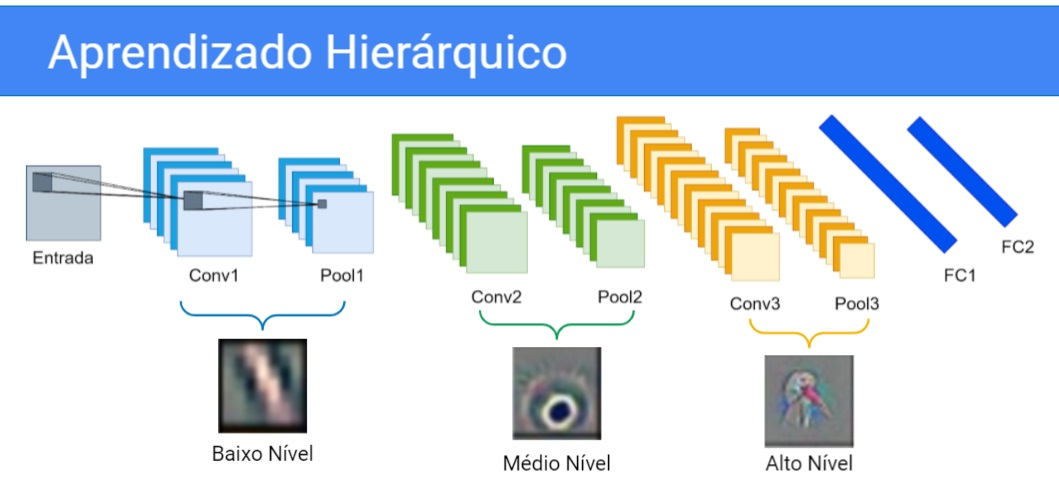 Aprendizado Hierárquico
Entrada
Conv1
Pool1
Conv2
Pool2
Conv3
Pool3
FC1
FC2
Baixo Nível
Médio Nível
Alto Nível